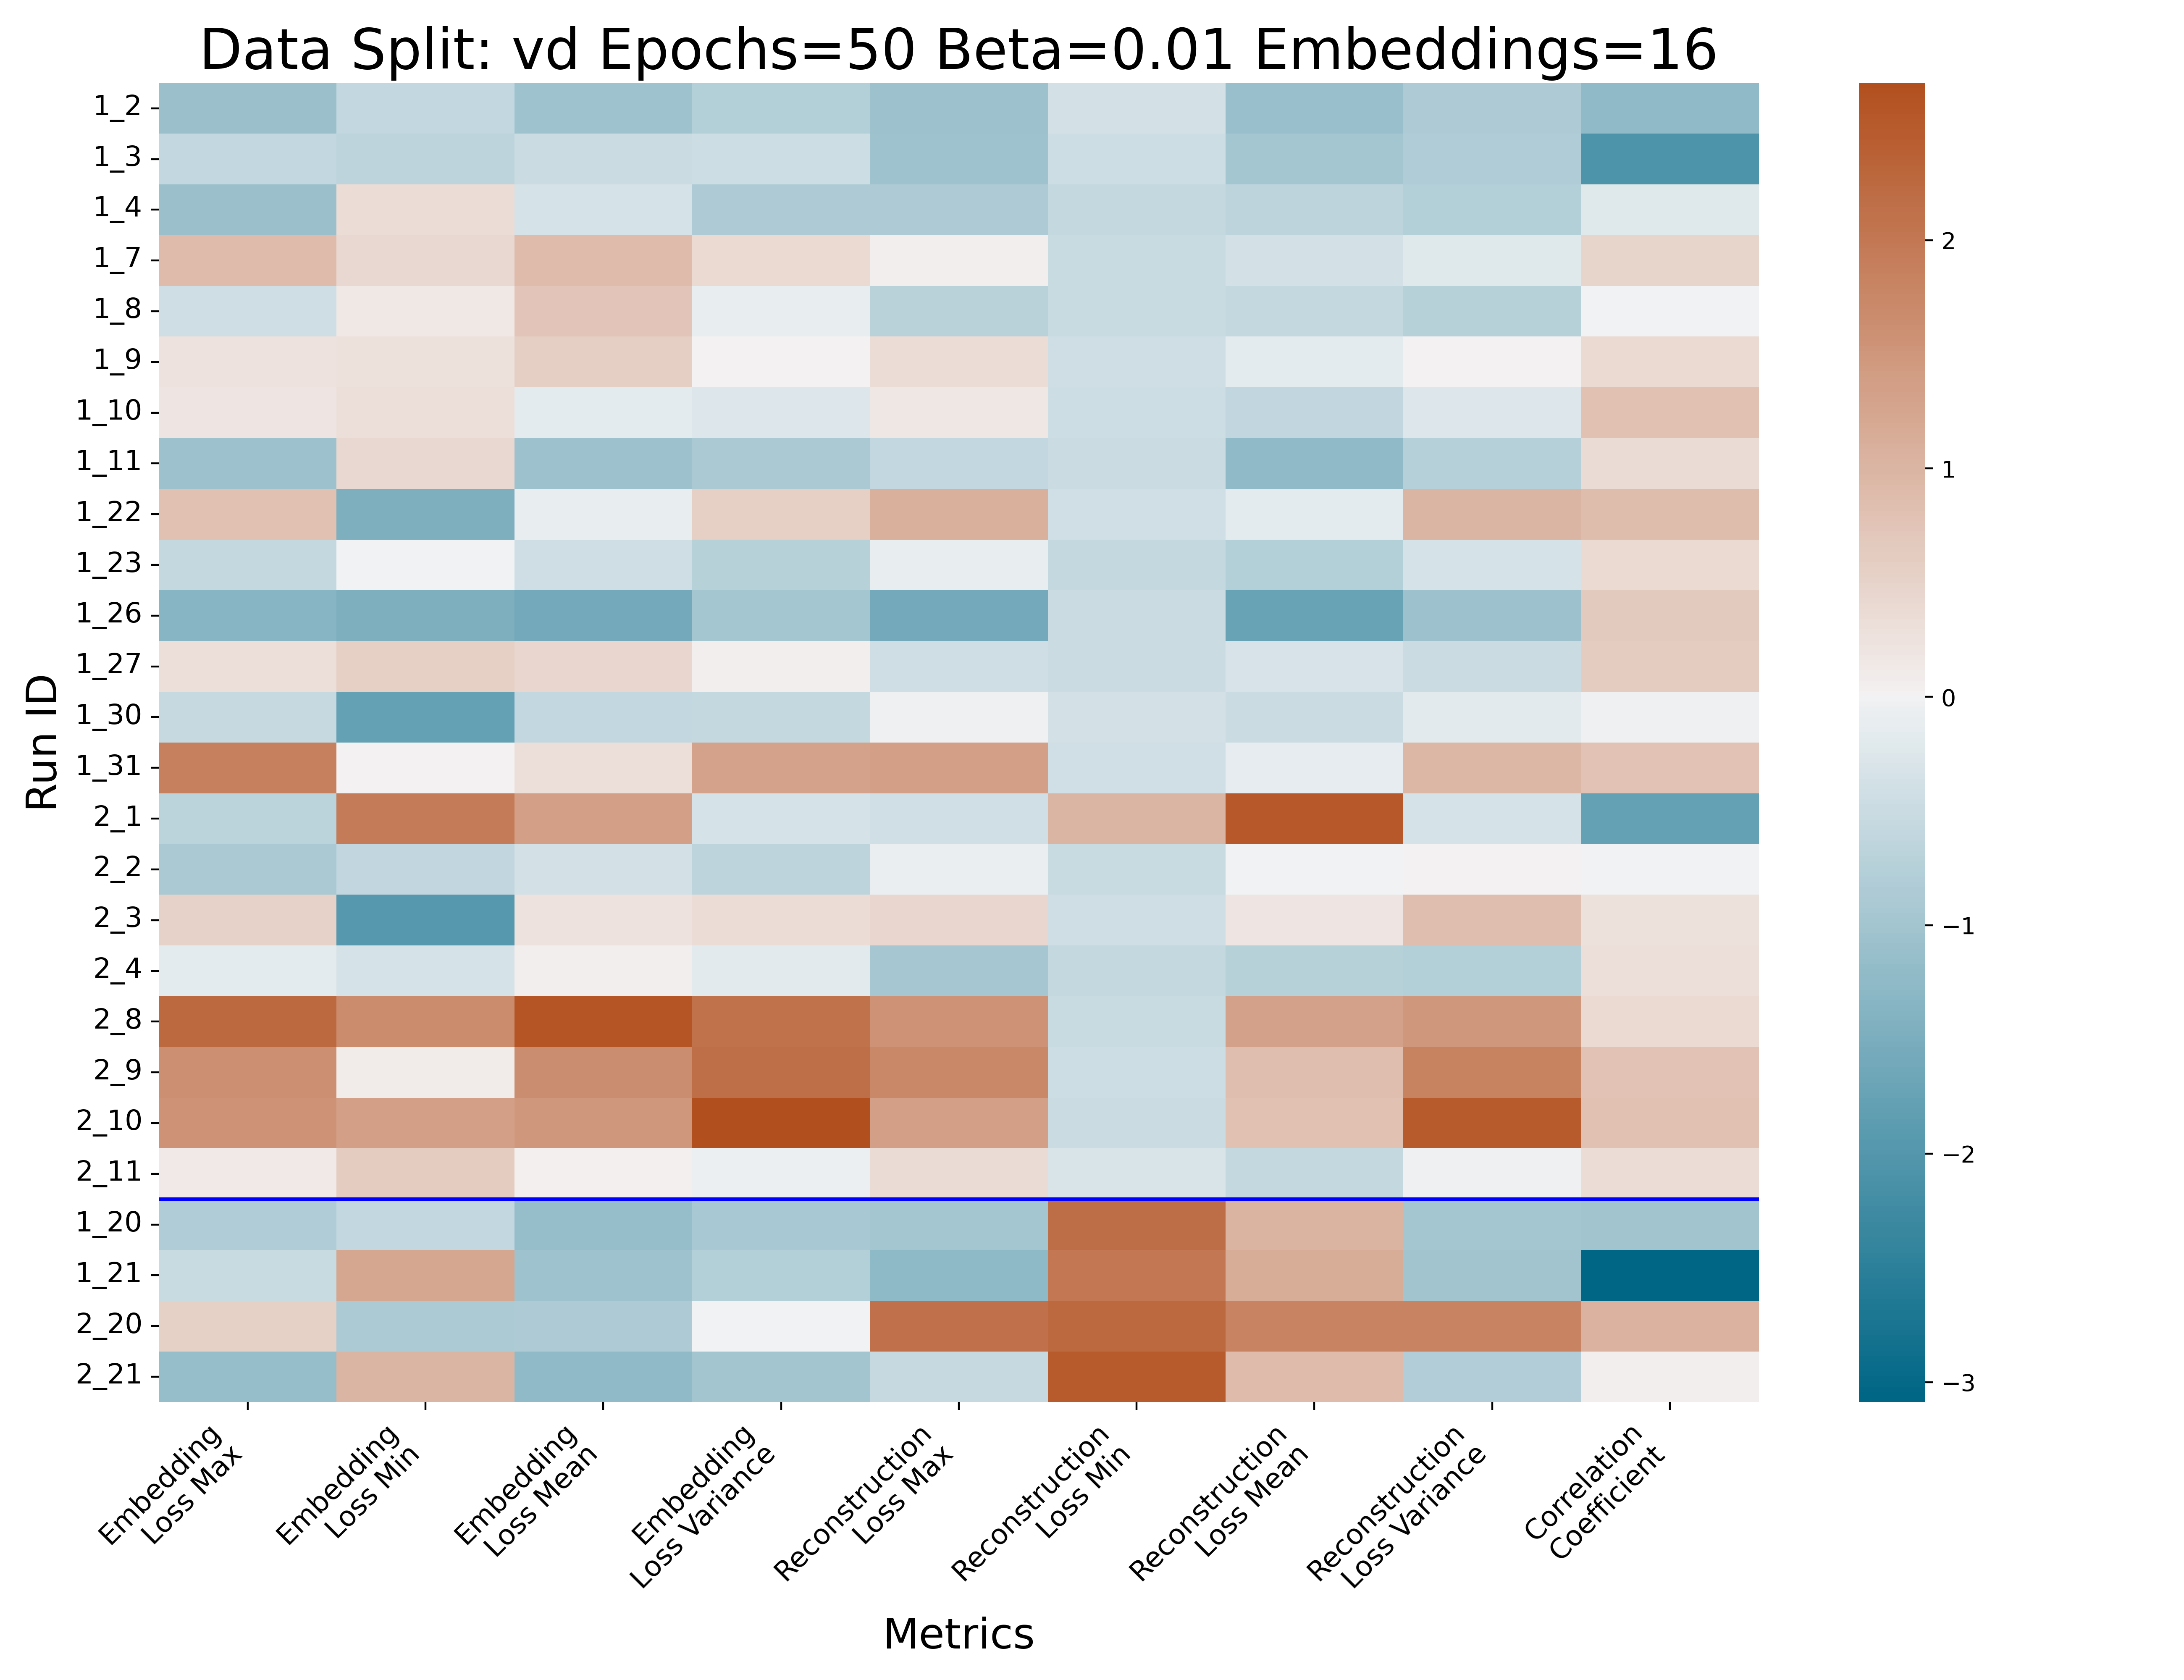 Data Split: vd Epochs=50 Beta=0.01 Embeddings=16
Run ID
1_2
1_3
1_4
1_7
1_8
1_9
1_10
1_11
1_22
1_23
1_26
1_27
1_30
1_31
2_1
2_2
2_3
2_4
2_8
2_9
2_10
2_11
1_20
1_21
2_20
2_21
Embedding
Loss Max
Embedding
Loss Min
Embedding
Loss Mean
Embedding
Loss Variance
Reconstruction
Loss Max
Reconstruction
Loss Min
Reconstruction
Loss Mean
Reconstruction
Loss Variance
Correlation
Coefficient
Metrics
2
1
0
−1
−2
−3